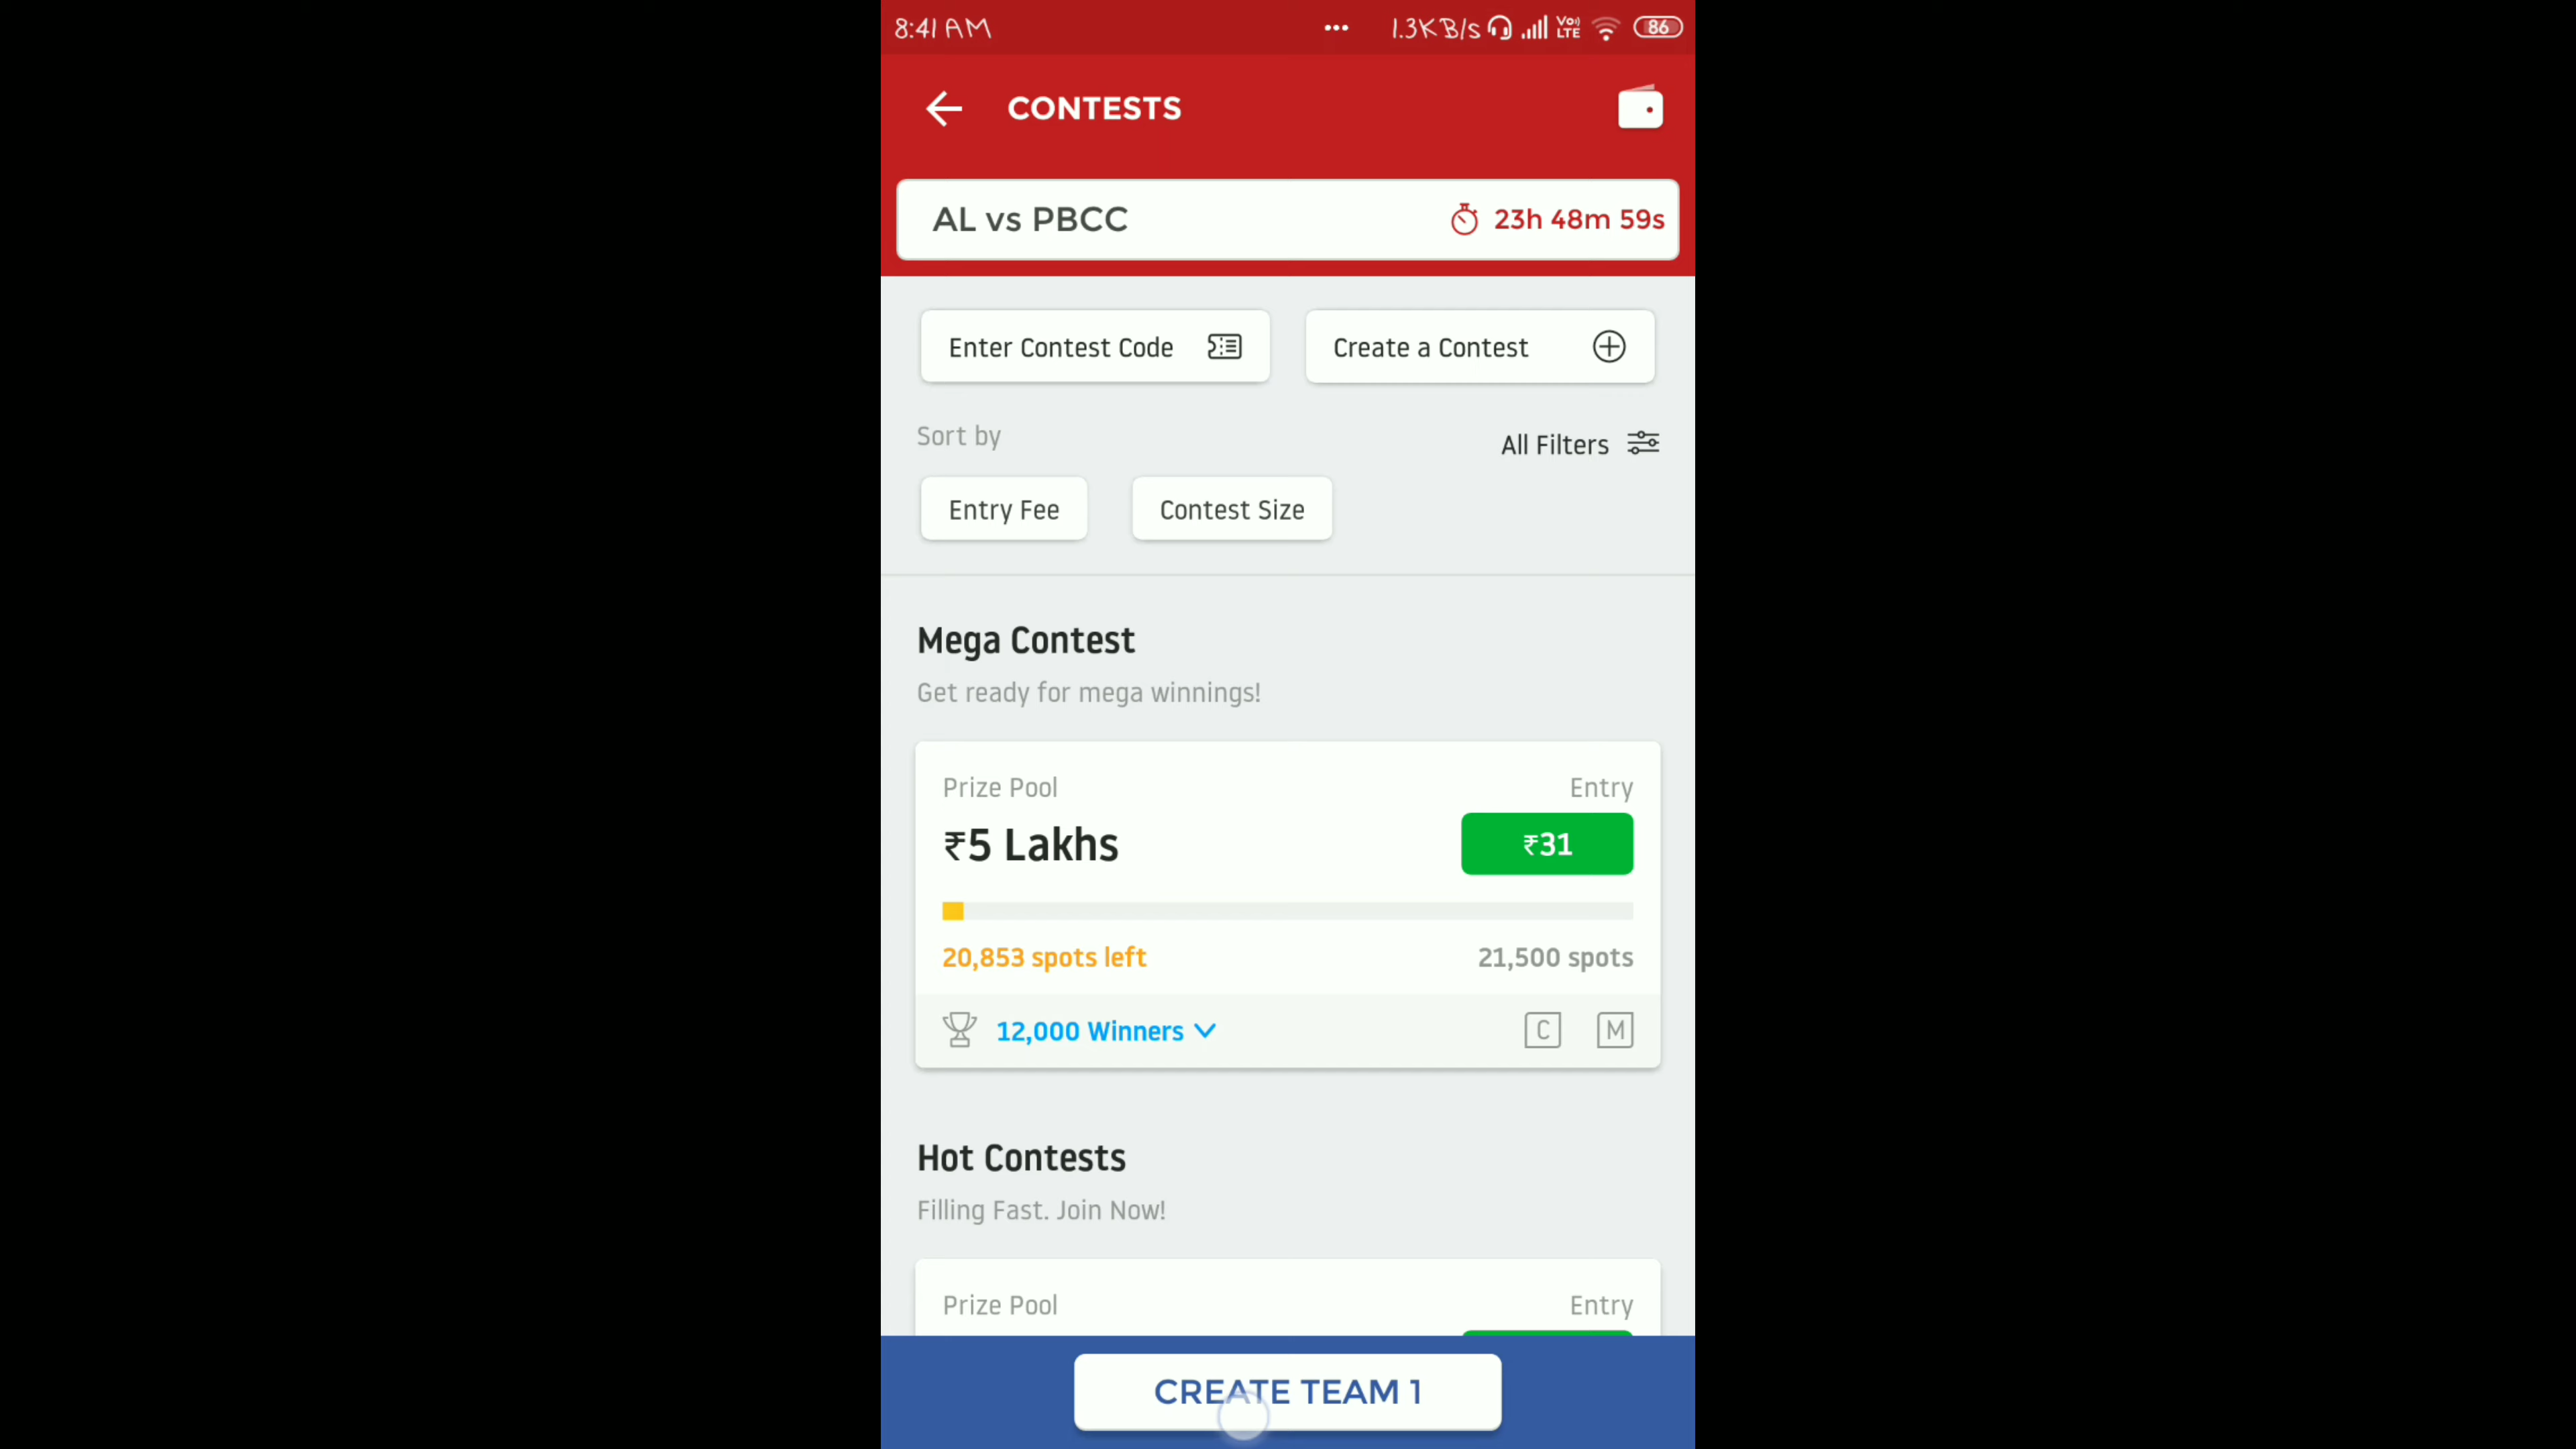 8:41 AM ... 1.3KB/s Vo) LTE 86
CONTESTS
AL vs PBCC 23h 48m 59s
Enter Contest Code Create a Contest
Sort by All Filters
Entry Fee Contest Size
Mega Contest
Get ready for mega winnings!
Prize Pool Entry
₹5 Lakhs ₹31
20,853 spots left 21,500 spots
12,000 Winners C M
Hot Contests
Filling Fast. Join Now!
Prize Pool Entry
CREATE TEAM 1